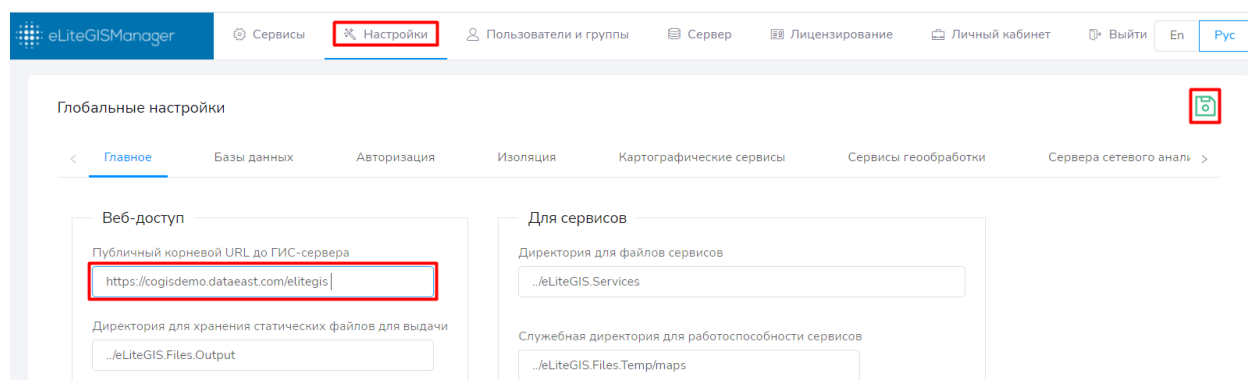 eLiteGISManager Сервисы Настройки Пользователи и группы Сервер Лицензирование Личный кабинет Выйти En Рус
Глобальные настройки
< Главное Базы данных Авторизация Изоляция Картографические сервисы Сервисы геообработки Сервера сетевого анали >
Веб-доступ
Публичный корневой URL до ГИС-сервера
https://cogisdemo.dataeast.com/elitegis
Директория для хранения статических файлов для выдачи
../eLiteGIS.Files.Output
Для сервисов
Директория для файлов сервисов
../eLiteGIS.Services
Служебная директория для работоспособности сервисов
../eLiteGIS.Files.Temp/maps